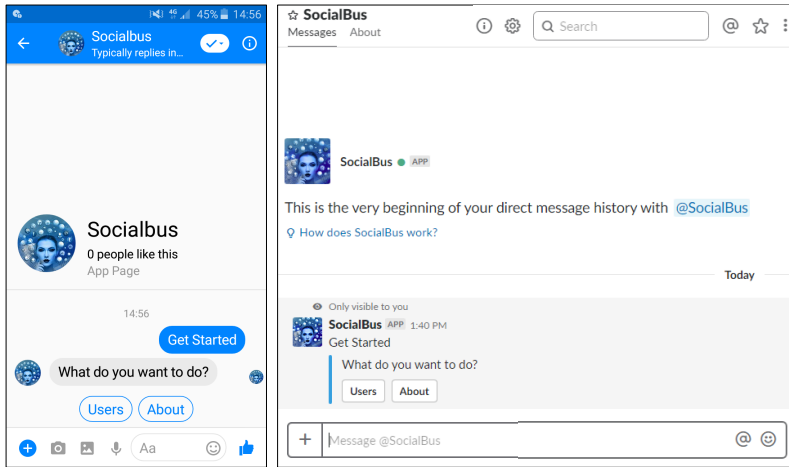 4G 45% 14:56
Socialbus
Typically replies in...
Socialbus
0 people like this
App Page
14:56
Get Started
What do you want to do?
Users About
Aa
SocialBus
Messages About
Search
SocialBus APP
This is the very beginning of your direct message history with @SocialBus
How does SocialBus work?
Today
Only visible to you
SocialBus APP 1:40 PM
Get Started
What do you want to do?
Users About
+ Message @SocialBus @